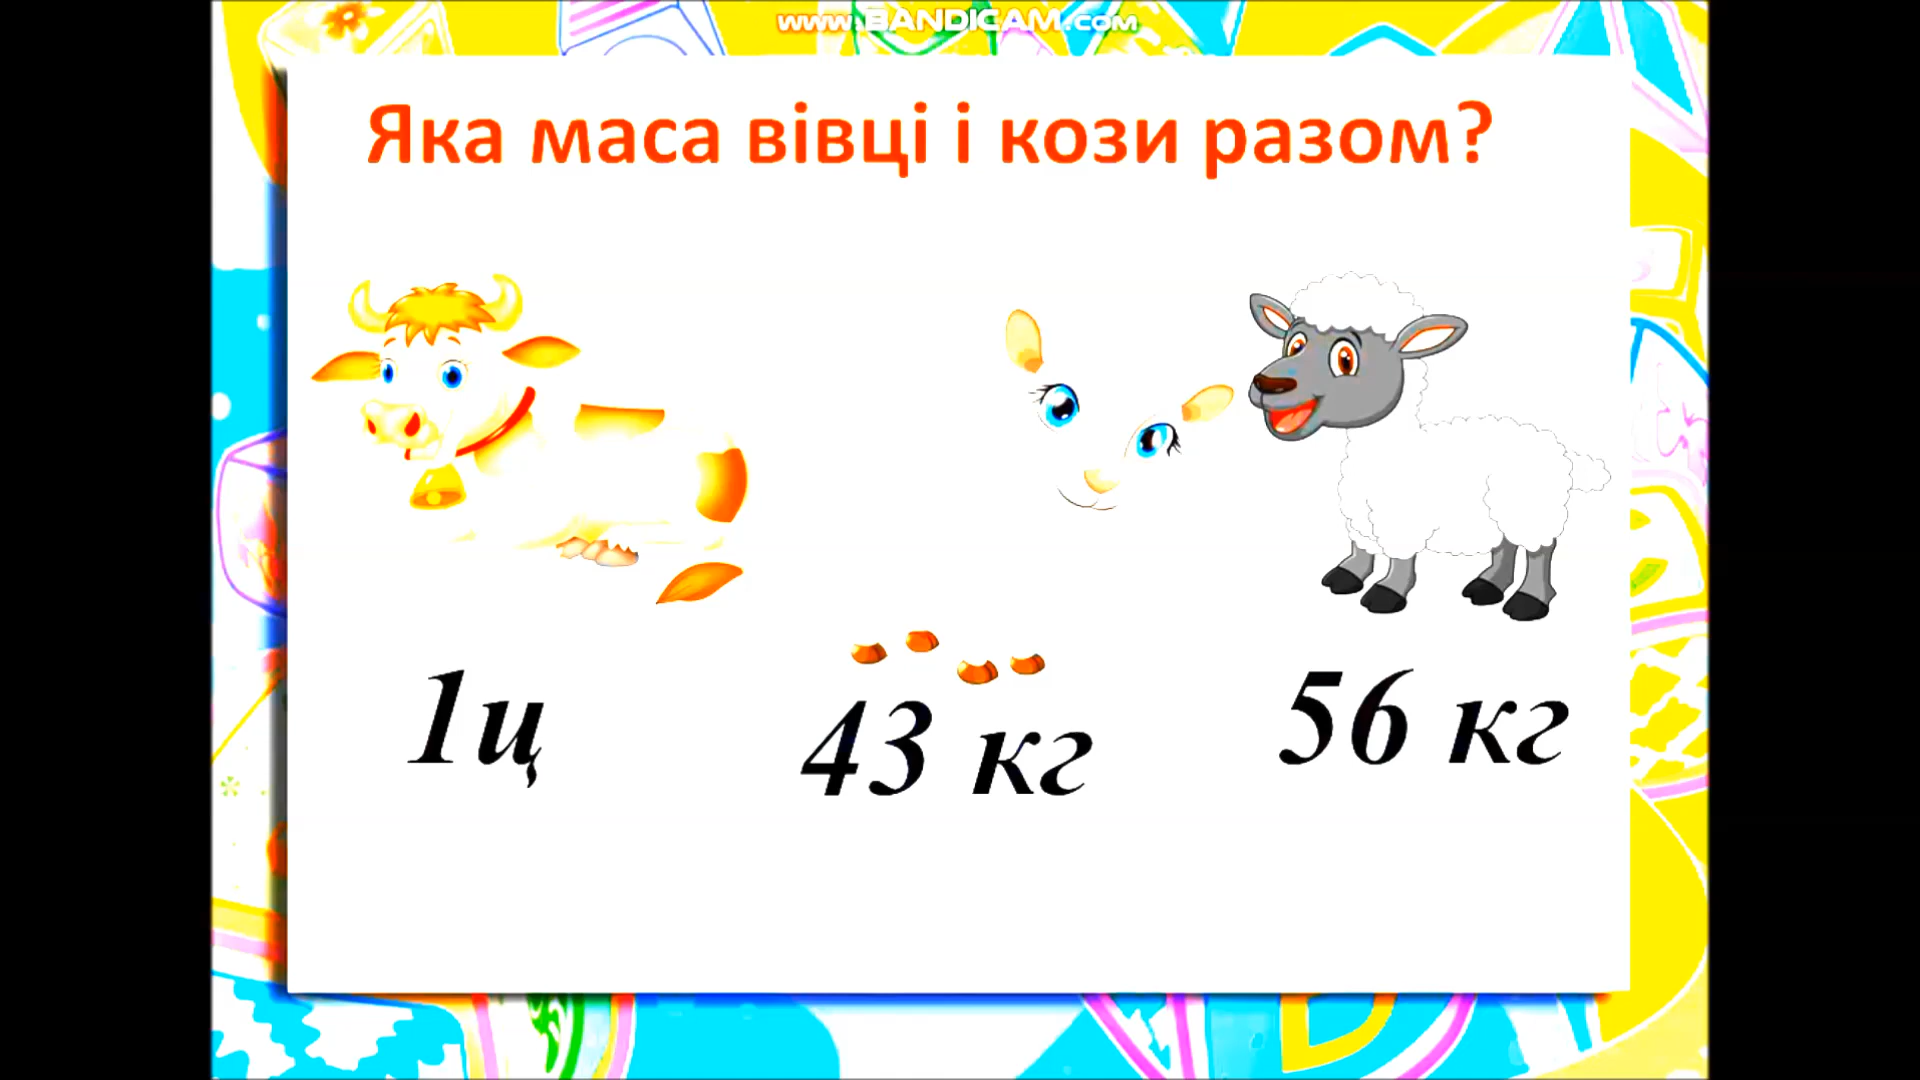 www.BANDICAM.com
Яка маса вівці і кози разом?
1ц
43 кг
56 кг